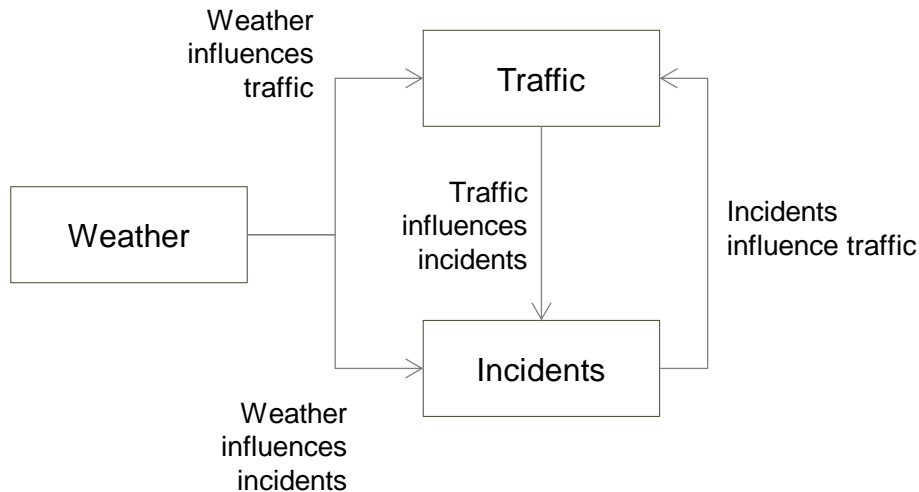 Weather
influences
traffic
Traffic
Weather
Traffic
influences
incidents
Incidents
influence traffic
Incidents
Weather
influences
incidents